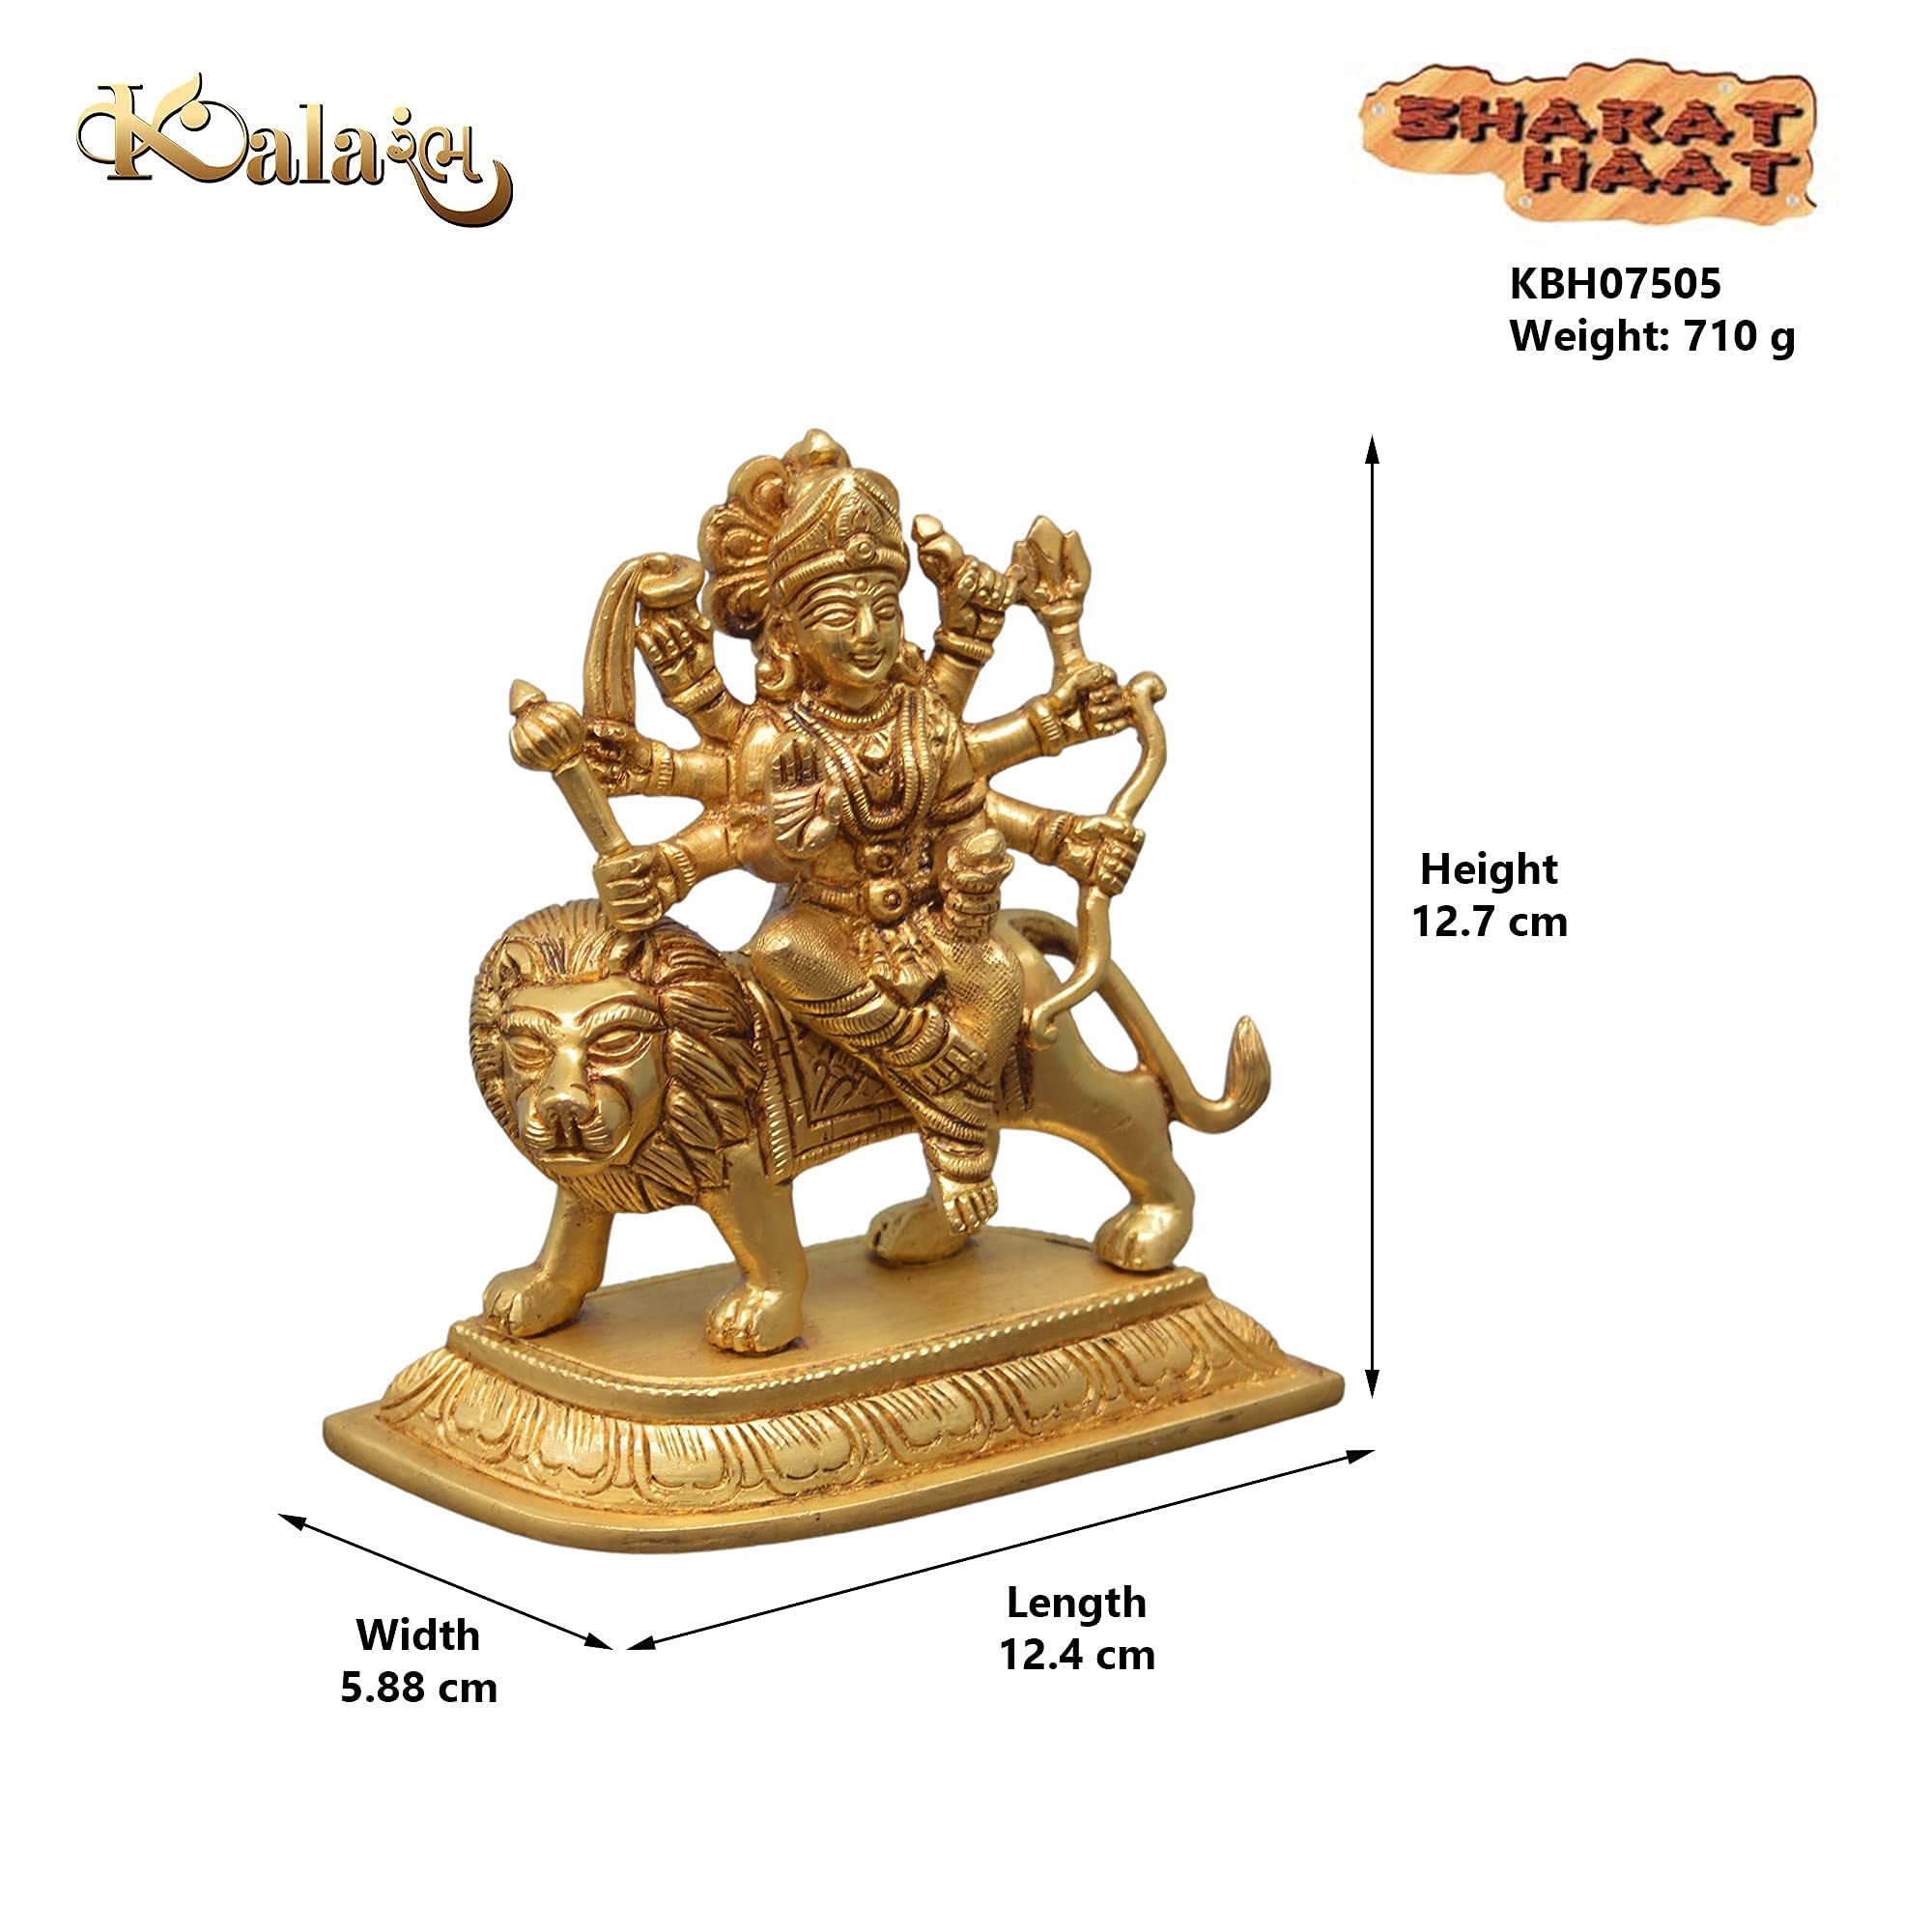 Kalaરંભ
BHARAT
HAAT
KBH07505
Weight: 710 g
Height
12.7 cm
Length
12.4 cm
Width
5.88 cm